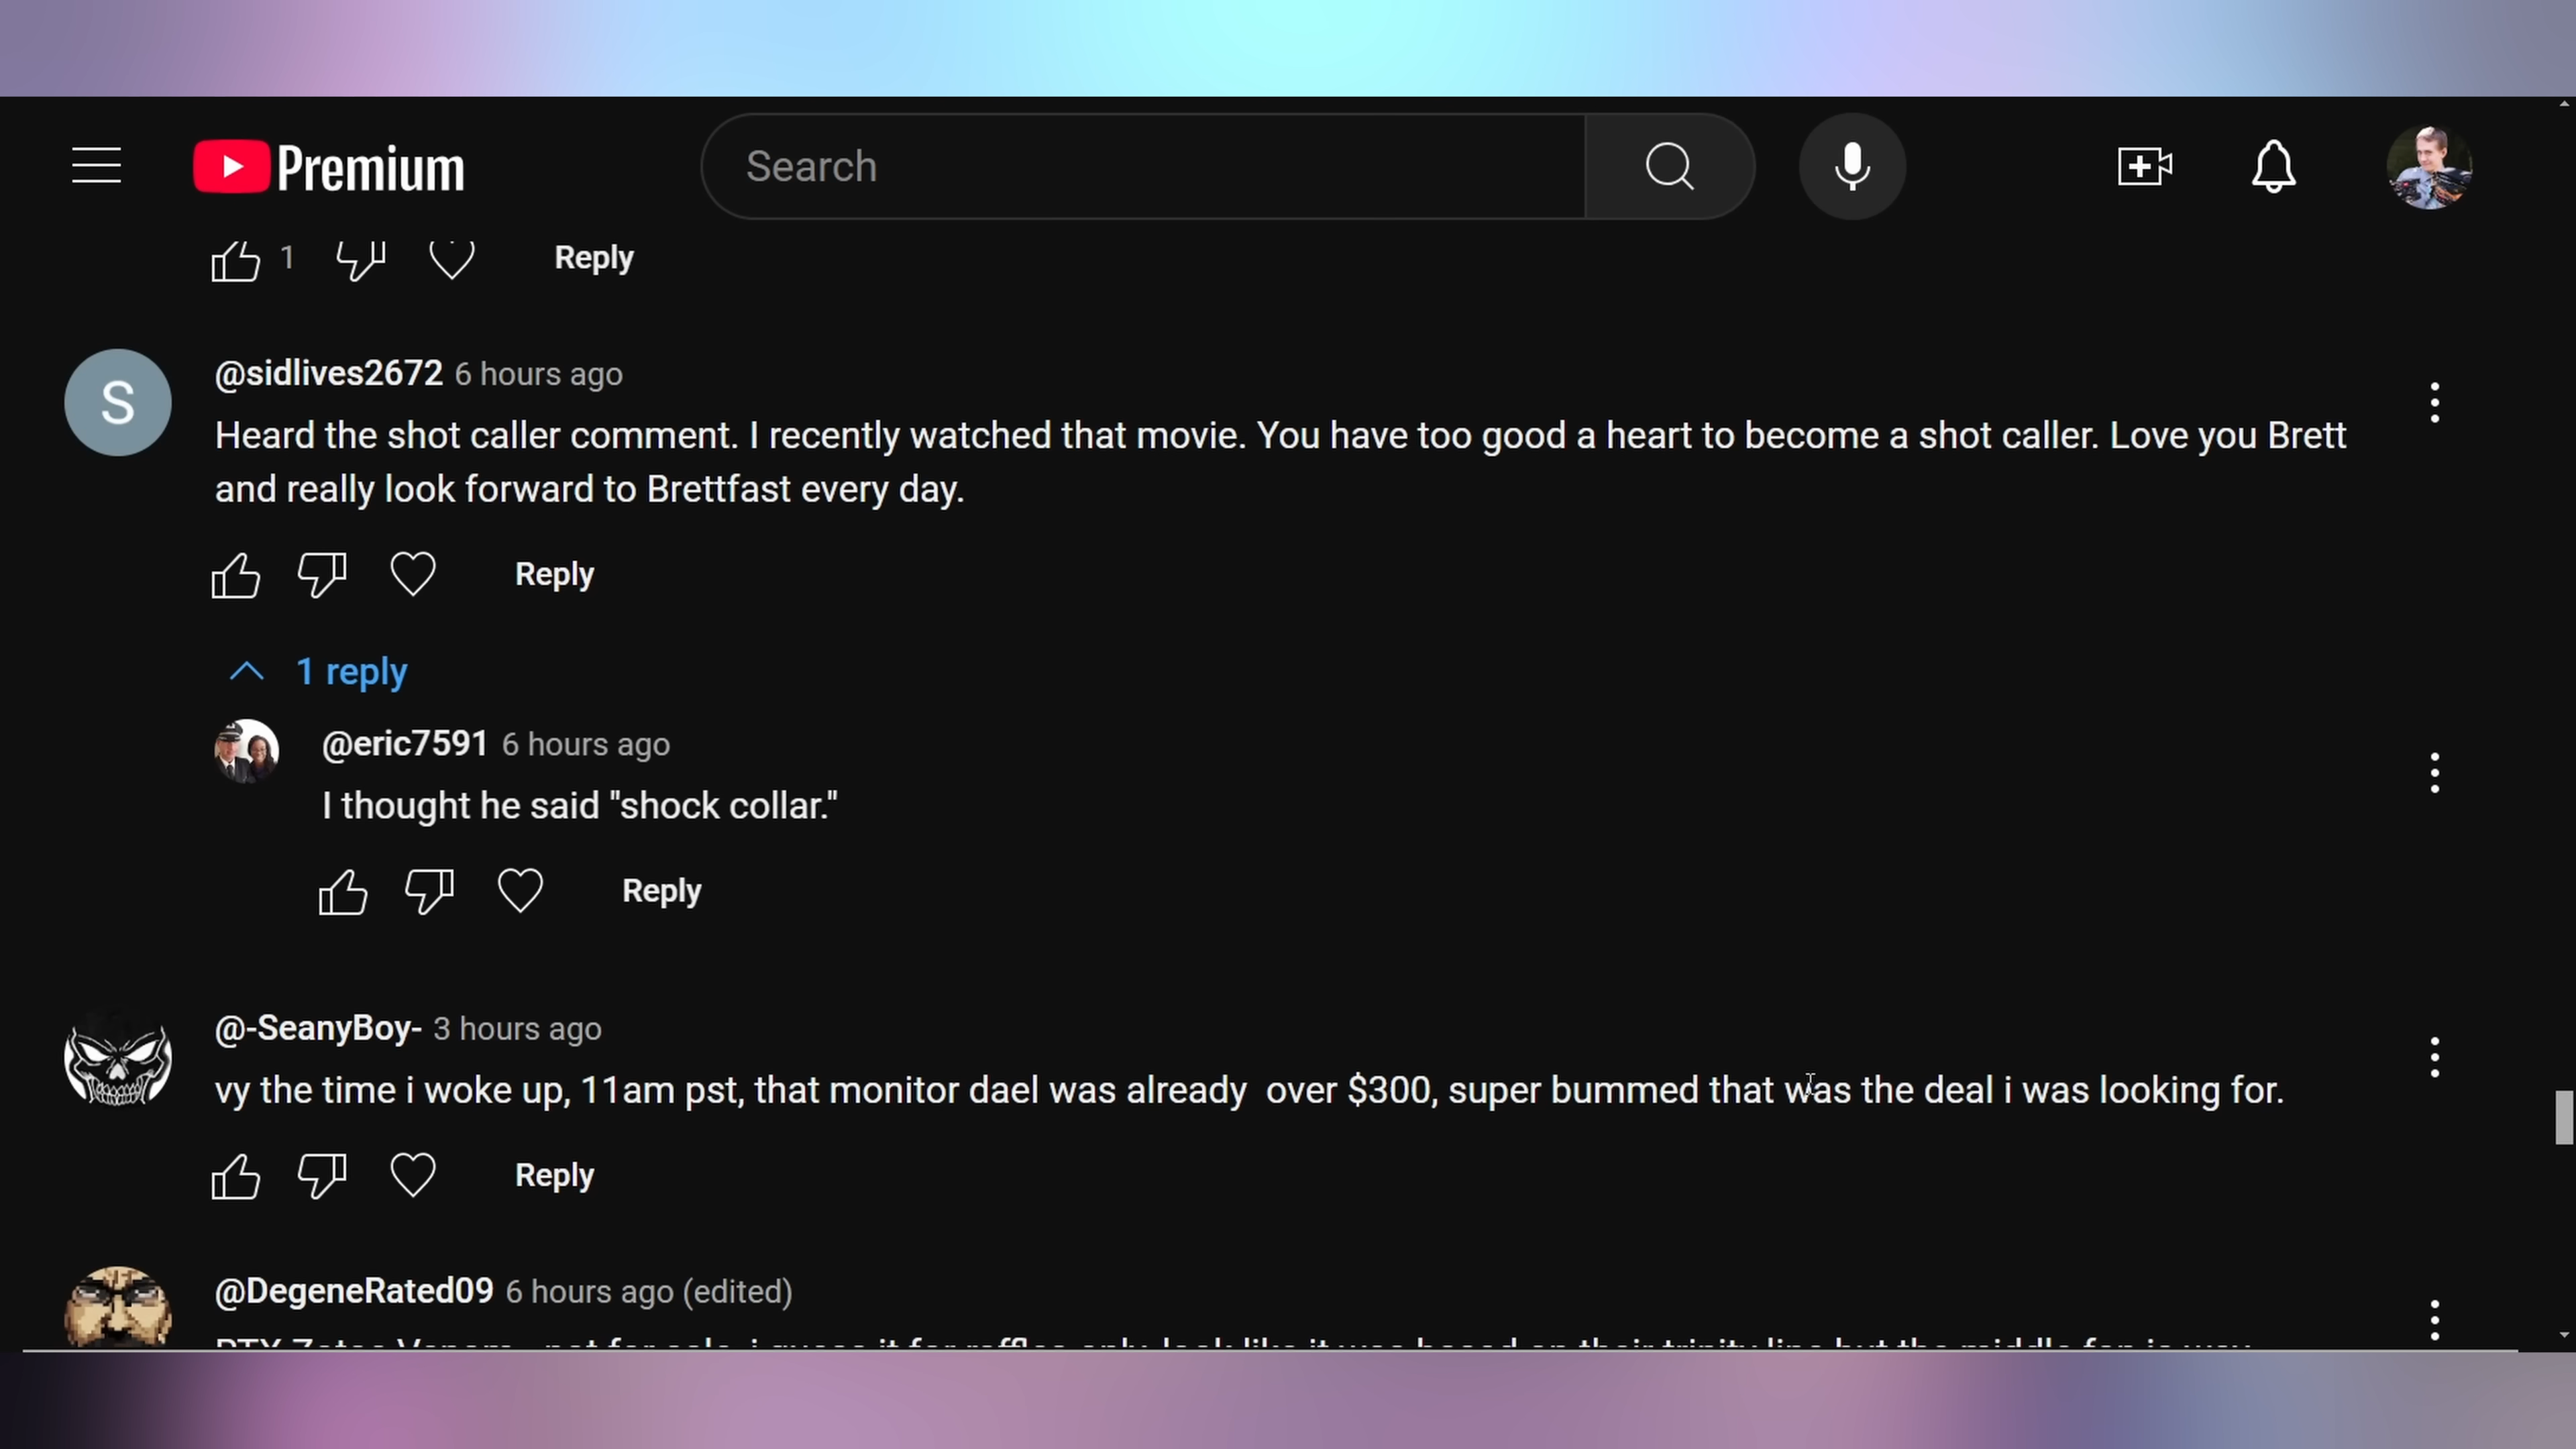 Premium
Search
1
Reply
S
@sidlives2672 6 hours ago
Heard the shot caller comment. I recently watched that movie. You have too good a heart to become a shot caller. Love you Brett
and really look forward to Brettfast every day.
Reply
1 reply
@eric7591 6 hours ago
I thought he said "shock collar."
Reply
@-SeanyBoy- 3 hours ago
vy the time i woke up, 11am pst, that monitor dael was already  over $300, super bummed that was the deal i was looking for.
Reply
@DegeneRated09 6 hours ago (edited)